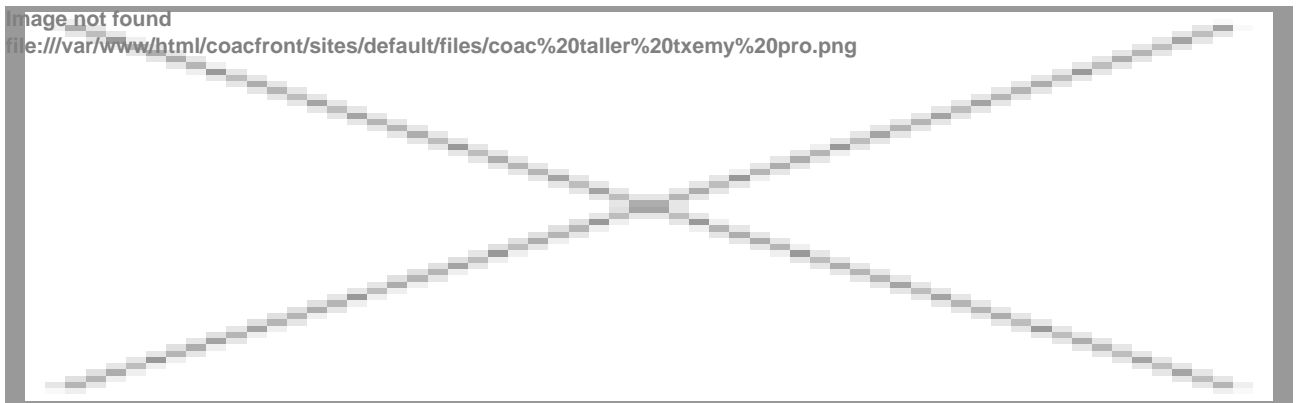 Image not found
file:///var/www/html/coacfront/sites/default/files/coac%20taller%20txemy%20pro.png